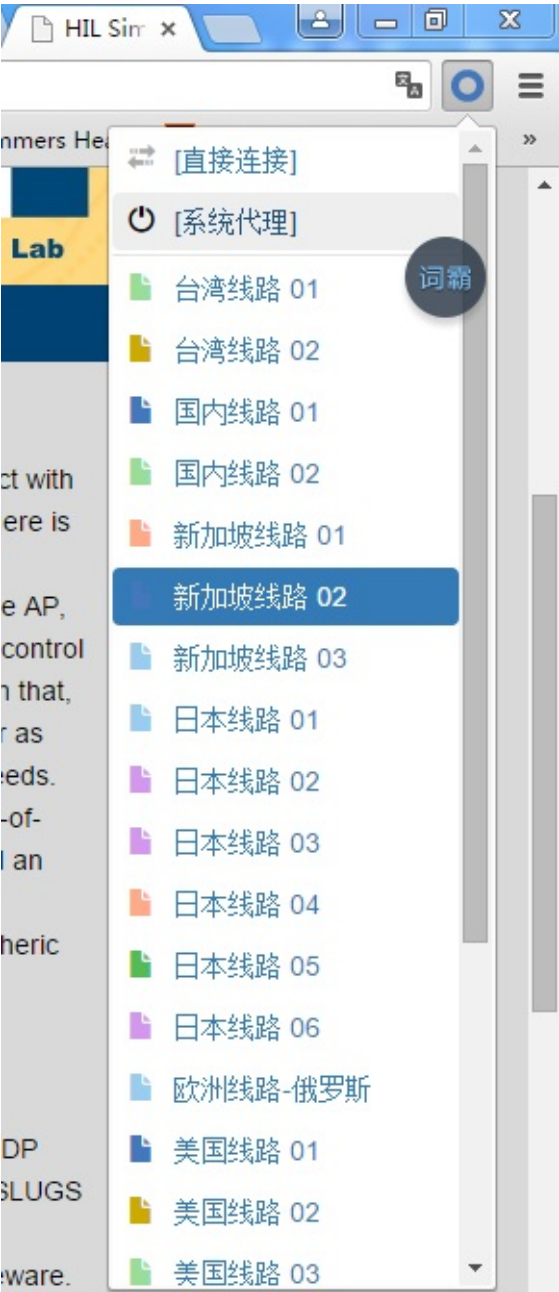 HIL Sim
mmers Hea
»
[直接连接]
[系统代理]
Lab
词霸
台湾线路 01
台湾线路 02
国内线路 01
国内线路 02
ct with
ere is
新加坡线路 01
新加坡线路 02
e AP,
control
新加坡线路 03
n that,
r as
日本线路 01
eeds.
日本线路 02
-of-
日本线路 03
l an
日本线路 04
heric
日本线路 05
日本线路 06
欧洲线路-俄罗斯
DP
美国线路 01
SLUGS
美国线路 02
eware.
美国线路 03